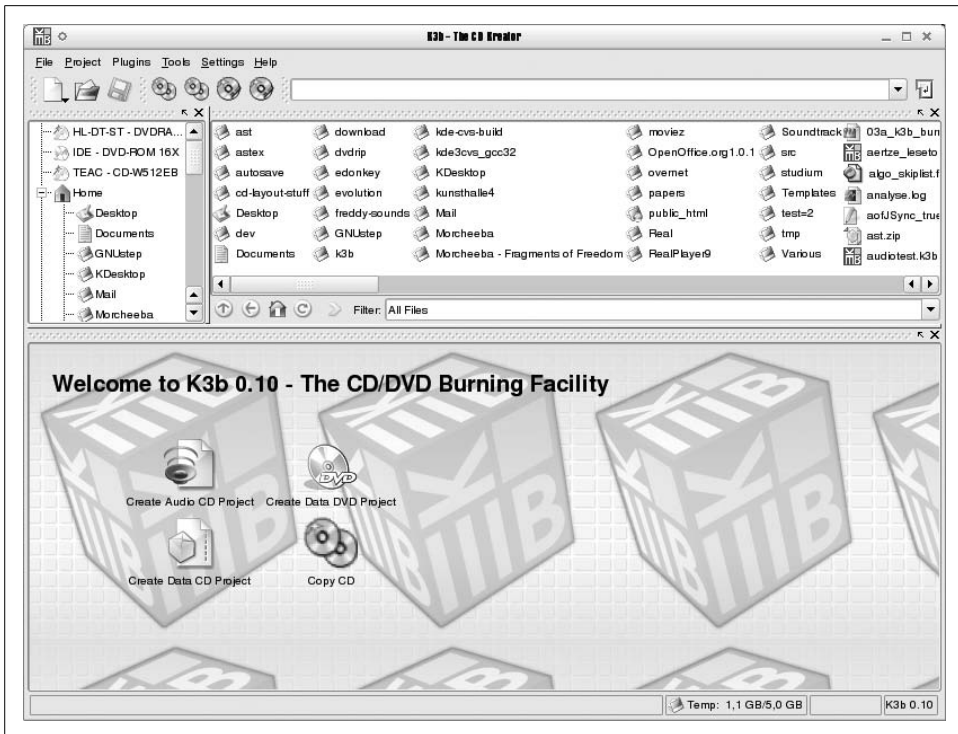 K3b - The CD Kreator
File Project Plugins Tools Settings Help
HL-DT-ST - DVDRA...
IDE - DVD-ROM 16X
TEAC - CD-W512EB
Home
Desktop
Documents
GNUstep
KDesktop
Mail
Morcheeba
ast download kde-cvs-build moviez Soundtrack 03a_k3b_bun
astex dvdrip kde3cvs_gcc32 OpenOffice.org1.0.1 src aertze_leseto
autosave edonkey KDesktop overnet studium algo_skiplist.f
cd-layout-stuff evolution kunsthalle4 papers Templates analyse.log
Desktop freddy-sounds Mail public_html test=2 aofJSync_true
dev GNUstep Morcheeba Real tmp ast.zip
Documents k3b Morcheeba - Fragments of Freedom RealPlayer9 Various audiotest.k3b
Filter: All Files
Welcome to K3b 0.10 - The CD/DVD Burning Facility
Create Audio CD Project Create Data DVD Project
Create Data CD Project Copy CD
Temp: 1,1 GB/5,0 GB K3b 0.10